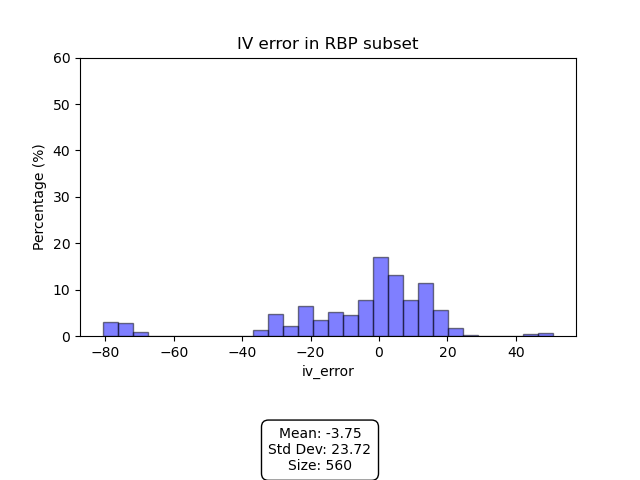 IV error in RBP subset
60
50
40
30
20
10
0
Percentage (%)
−80 −60 −40 −20 0 20 40
iv_error
Mean: -3.75
Std Dev: 23.72
Size: 560